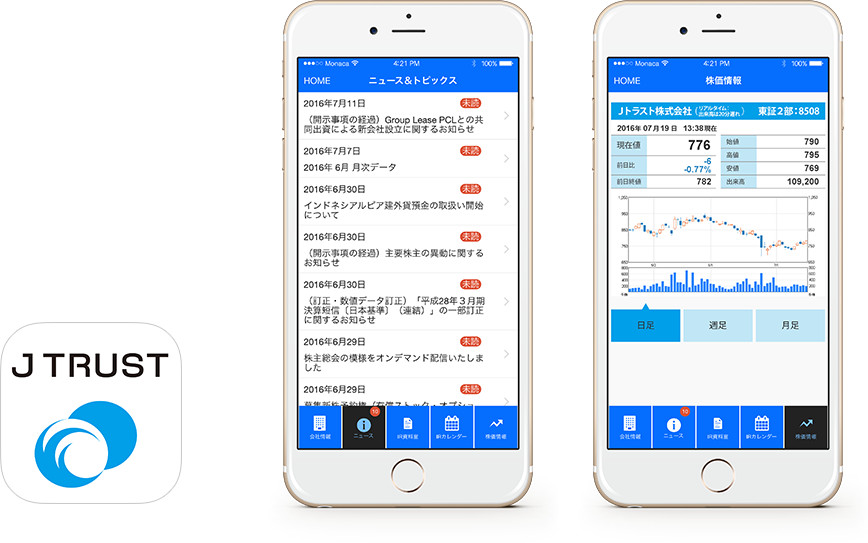 J TRUST
Monaca 4:21 PM 100%
HOME ニュース&トピックス
2016年7月11日 未読
（開示事項の経過）Group Lease PCLとの共
同出資による新会社設立に関するお知らせ
2016年7月7日 未読
2016年 6月 月次データ
2016年6月30日 未読
インドネシアルピア建外貨預金の取扱い開始
について
2016年6月30日 未読
（開示事項の経過）主要株主の異動に関する
お知らせ
2016年6月30日 未読
（訂正・数値データ訂正）「平成28年３月期
決算短信〔日本基準〕（連結）」の一部訂正
に関するお知らせ
2016年6月29日 未読
株主総会の模様をオンデマンド配信いたしま
した
2016年6月29日 未読
募集新株予約権（有償ストック・オプショ
10
会社情報 ニュース IR資料室 IRカレンダー 株価情報
Monaca 4:21 PM 100%
HOME 株価情報
Jトラスト株式会社（リアルタイム：出来高は20分遅れ） 東証2部：8508
2016年 07月 19日 13:38現在
現在値 776 始値 790
高値 795
前日比 -6 安値 769
-0.77%
前日終値 782 出来高 109,200
日足 週足 月足
10
会社情報 ニュース IR資料室 IRカレンダー 株価情報